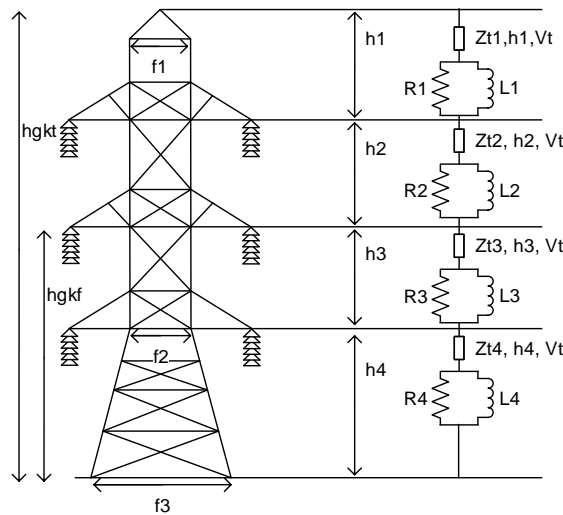 h1
Zt1,h1,Vt
f1
R1
L1
hgkt
h2
Zt2, h2, Vt
R2
L2
hgkf
h3
Zt3, h3, Vt
R3
L3
f2
h4
Zt4, h4, Vt
R4
L4
f3